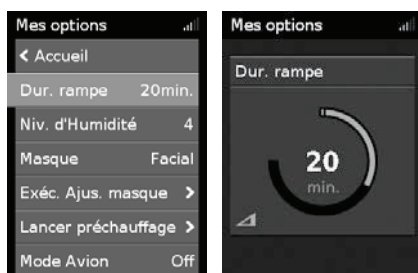 Mes options
< Accueil
Dur. rampe 20min.
Niv. d'Humidité 4
Masque Facial
Exéc. Ajus. masque >
Lancer préchauffage >
Mode Avion Off
Mes options
Dur. rampe
20
min.